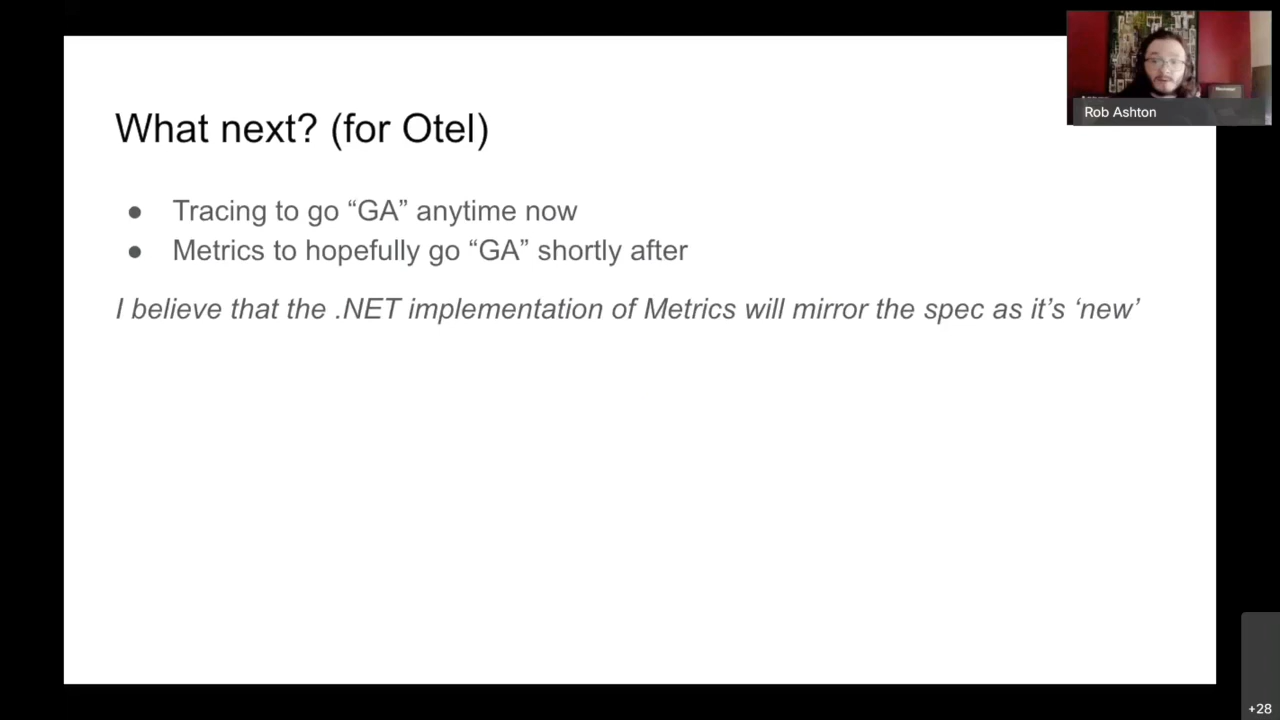 Rob Ashton
What next? (for Otel)
● Tracing to go “GA” anytime now
● Metrics to hopefully go “GA” shortly after
I believe that the .NET implementation of Metrics will mirror the spec as it’s ‘new’
+28